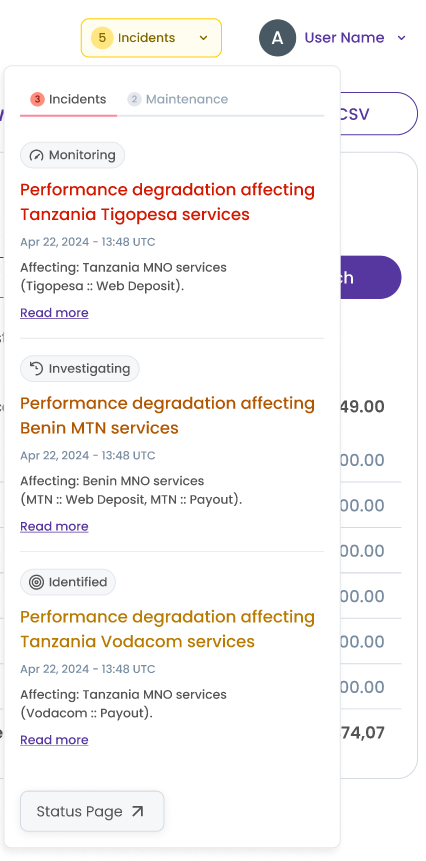 5 Incidents
A User Name
3 Incidents 2 Maintenance
CSV
Monitoring
Performance degradation affecting
Tanzania Tigopesa services
Apr 22, 2024 - 13:48 UTC
Affecting: Tanzania MNO services
(Tigopesa :: Web Deposit).
Read more
Investigating
Performance degradation affecting
Benin MTN services
Apr 22, 2024 - 13:48 UTC
Affecting: Benin MNO services
(MTN :: Web Deposit, MTN :: Payout).
Read more
Identified
Performance degradation affecting
Tanzania Vodacom services
Apr 22, 2024 - 13:48 UTC
Affecting: Tanzania MNO services
(Vodacom :: Payout).
Read more
Status Page
ch
49.00
00.00
00.00
00.00
00.00
00.00
00.00
74,07